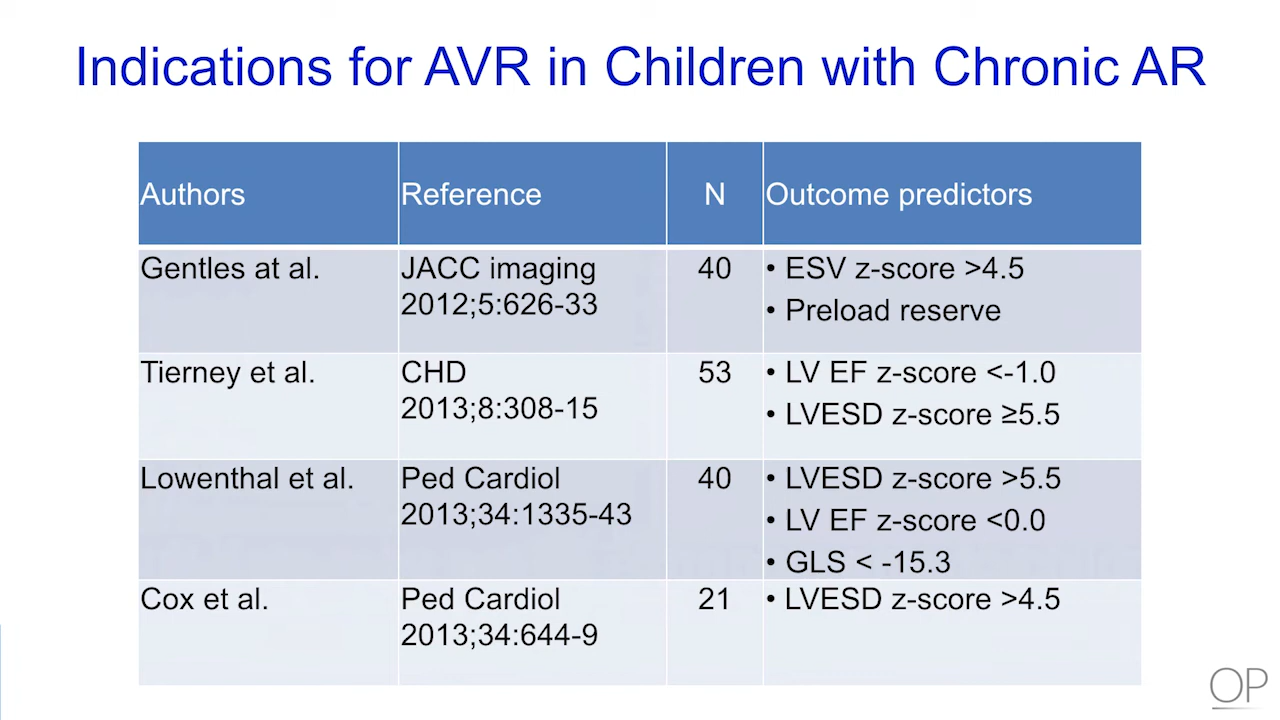 Indications for AVR in Children with Chronic AR
Authors Reference N Outcome predictors
Gentles at al. JACC imaging 40 • ESV z-score >4.5
2012;5:626-33 • Preload reserve
Tierney et al. CHD 53 • LV EF z-score <-1.0
2013;8:308-15 • LVESD z-score ≥5.5
Lowenthal et al. Ped Cardiol 40 • LVESD z-score >5.5
2013;34:1335-43 • LV EF z-score <0.0
• GLS < -15.3
Cox et al. Ped Cardiol 21 • LVESD z-score >4.5
2013;34:644-9
OP